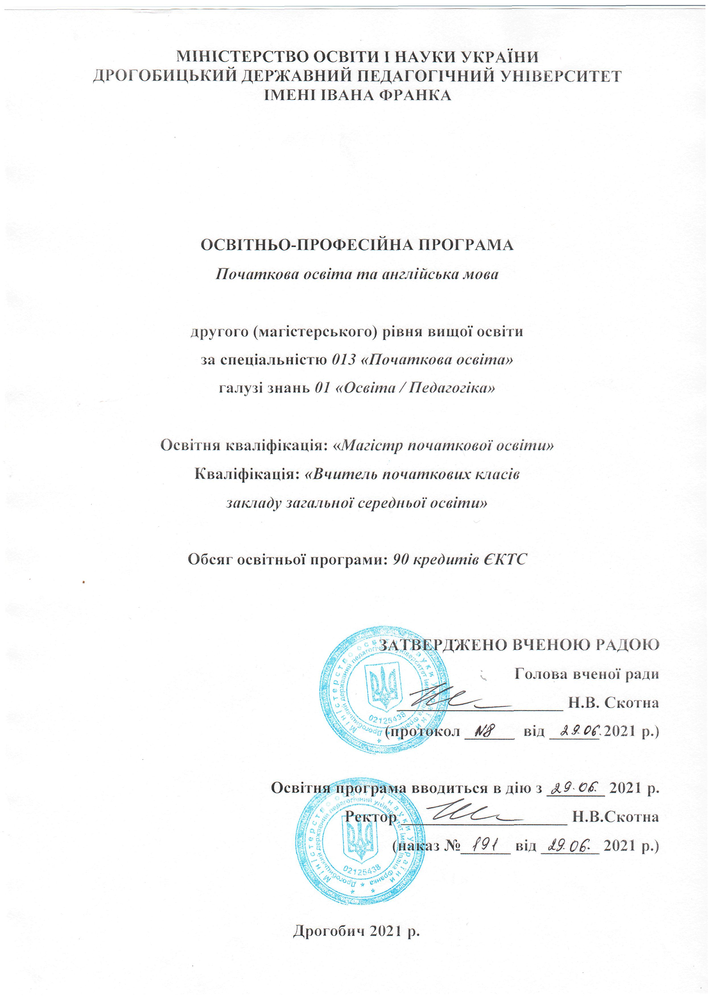 МІНІСТЕРСТВО ОСВІТИ І НАУКИ УКРАЇНИ
ДРОГОБИЦЬКИЙ ДЕРЖАВНИЙ ПЕДАГОГІЧНИЙ УНІВЕРСИТЕТ
ІМЕНІ ІВАНА ФРАНКА
ОСВІТНЬО-ПРОФЕСІЙНА ПРОГРАМА
Початкова освіта та англійська мова
другого (магістерського) рівня вищої освіти
за спеціальністю 013 «Початкова освіта»
галузі знань 01 «Освіта / Педагогіка»
Освітня кваліфікація: «Магістр початкової освіти»
Кваліфікація: «Вчитель початкових класів
закладу загальної середньої освіти»
Обсяг освітньої програми: 90 кредитів ЄКТС
ЗАТВЕРДЖЕНО ВЧЕНОЮ РАДОЮ
Голова вченої ради
Н.В. Скотна
(протокол №8 від 29.06.2021 р.)
Міністерство освіти і науки України
Дрогобицький державний педагогічний університет імені Івана Франка
02125438
Освітня програма вводиться в дію з 29.06. 2021 р.
Ректор Н.В.Скотна
(наказ № 191 від 29.06. 2021 р.)
Міністерство освіти і науки України
Дрогобицький державний педагогічний університет імені Івана Франка
02125438
Дрогобич 2021 р.